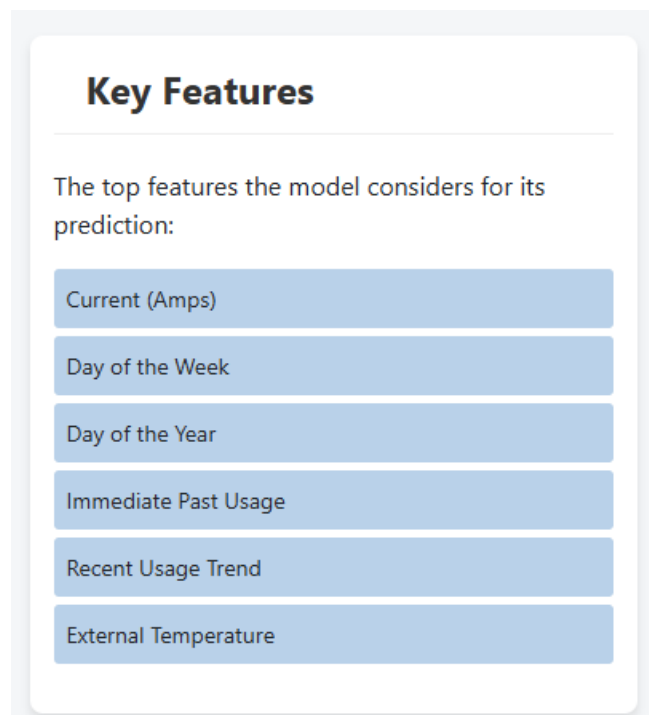 Key Features
The top features the model considers for its
prediction:
Current (Amps)
Day of the Week
Day of the Year
Immediate Past Usage
Recent Usage Trend
External Temperature